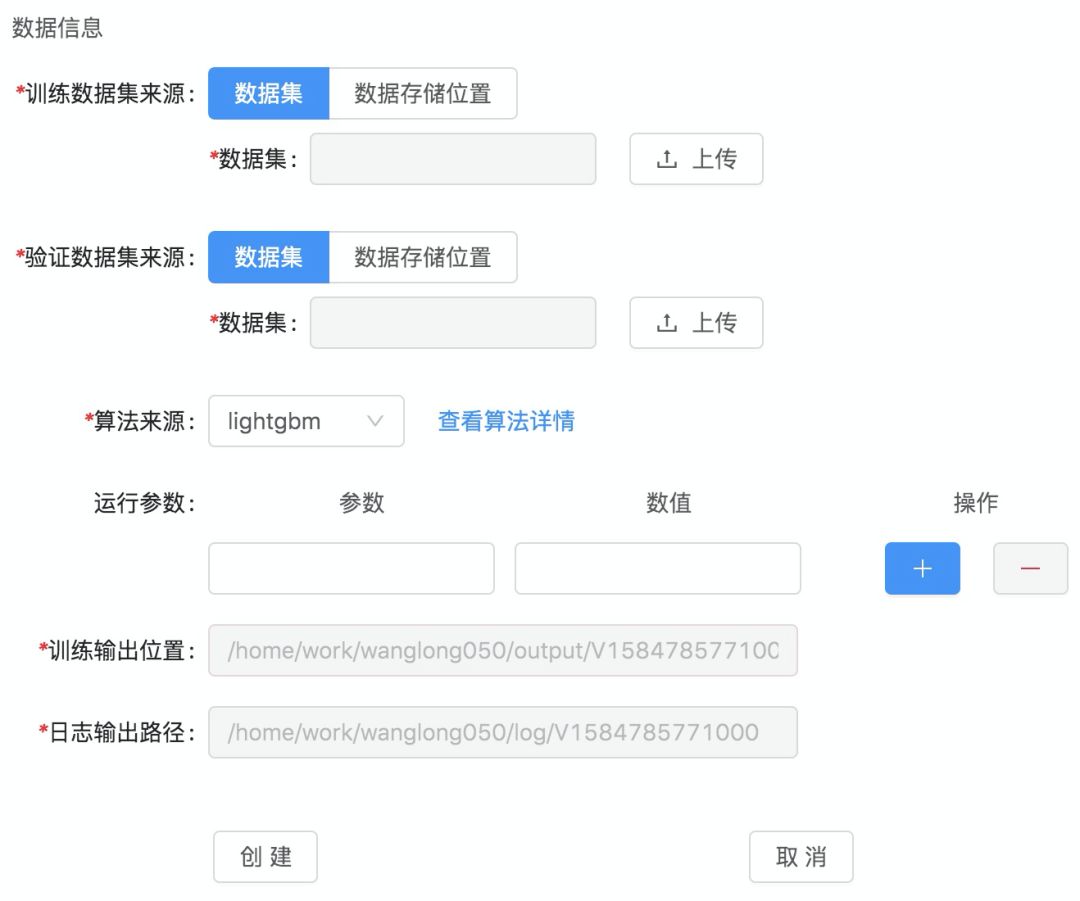 数据信息
*训练数据集来源: 数据集 数据存储位置
*数据集: 上传
*验证数据集来源: 数据集 数据存储位置
*数据集: 上传
*算法来源: lightgbm 查看算法详情
运行参数: 参数 数值 操作
+ —
*训练输出位置: /home/work/wanglong050/output/V1584785771000
*日志输出路径: /home/work/wanglong050/log/V1584785771000
创 建 取 消